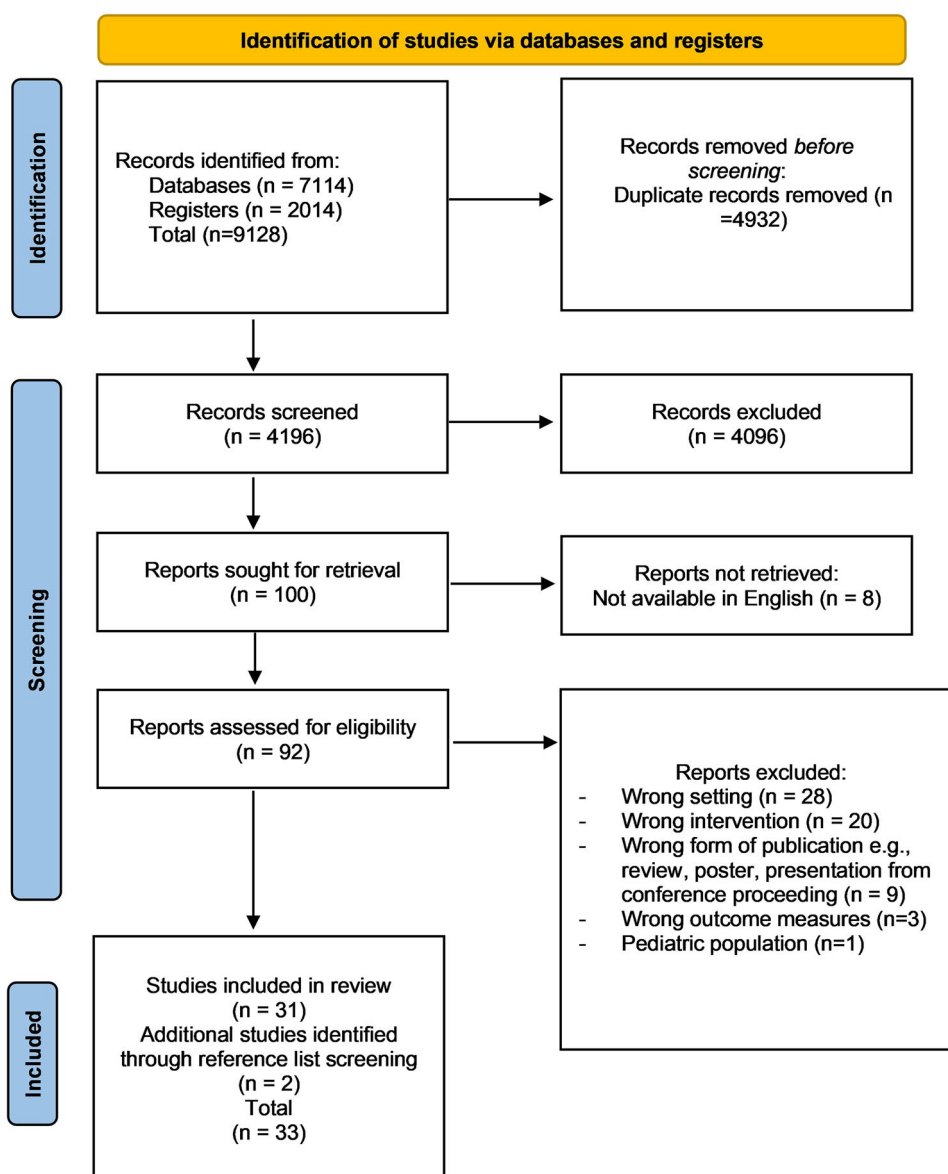 Identification of studies via databases and registers
Identification
Records identified from:
Databases (n = 7114)
Registers (n = 2014)
Total (n=9128)
Records removed before
screening:
Duplicate records removed (n
=4932)
Screening
Records screened
(n = 4196)
Records excluded
(n = 4096)
Reports sought for retrieval
(n = 100)
Reports not retrieved:
Not available in English (n = 8)
Reports assessed for eligibility
(n = 92)
Reports excluded:
- Wrong setting (n = 28)
- Wrong intervention (n = 20)
- Wrong form of publication e.g.,
review, poster, presentation from
conference proceeding (n = 9)
- Wrong outcome measures (n=3)
- Pediatric population (n=1)
Included
Studies included in review
(n = 31)
Additional studies identified
through reference list screening
(n = 2)
Total
(n = 33)